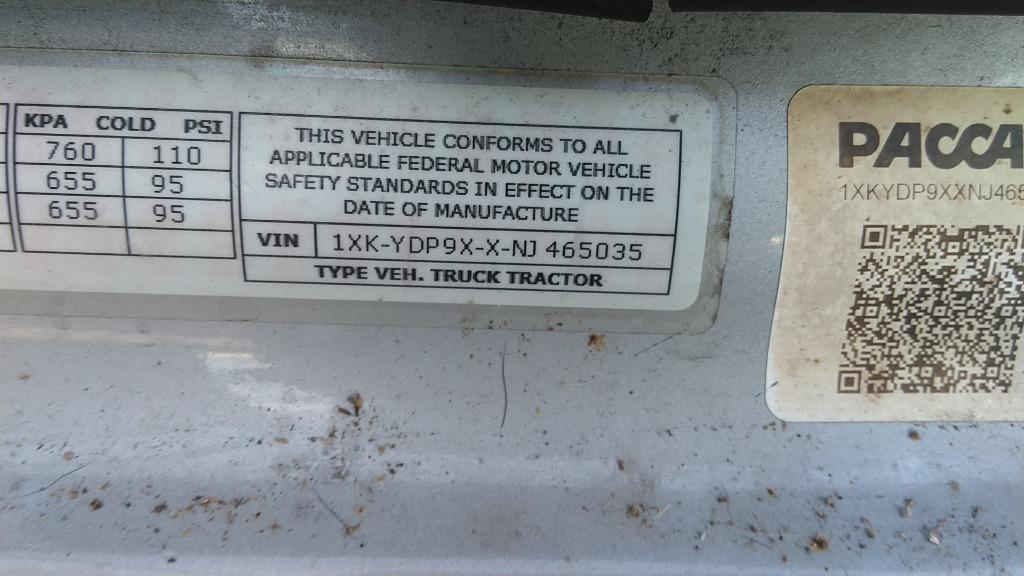 KPA COLD PSI
760 110
655 95
655 95
THIS VEHICLE CONFORMS TO ALL
APPLICABLE FEDERAL MOTOR VEHICLE
SAFETY STANDARDS IN EFFECT ON THE
DATE OF MANUFACTURE
VIN 1XK-YDP9X-X-NJ 465035
TYPE VEH. TRUCK TRACTOR
PACCA
1XKYDP9XXNJ465